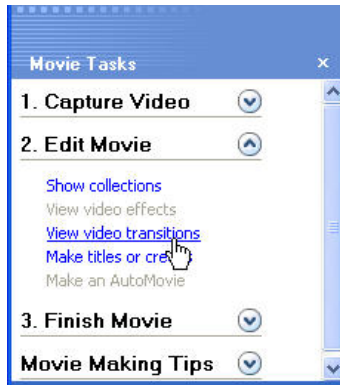 Movie Tasks
1. Capture Video
2. Edit Movie
Show collections
View video effects
View video transitions
Make titles or
Make an AutoMovie
3. Finish Movie
Movie Making Tips